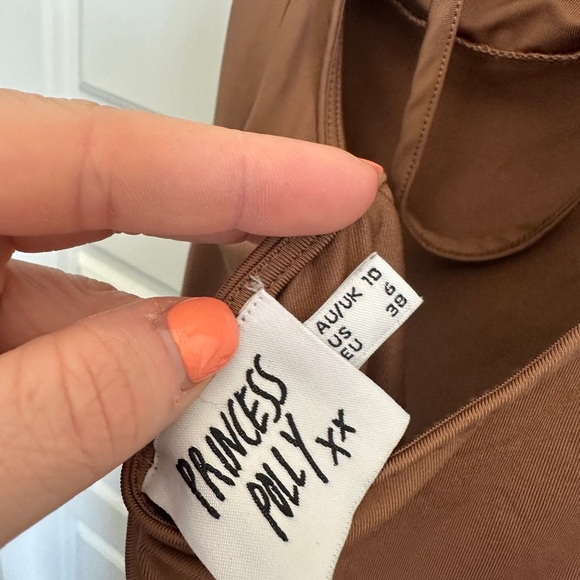 AU/UK 10
US 6
EU 38
PRINCESS
POLLY xx